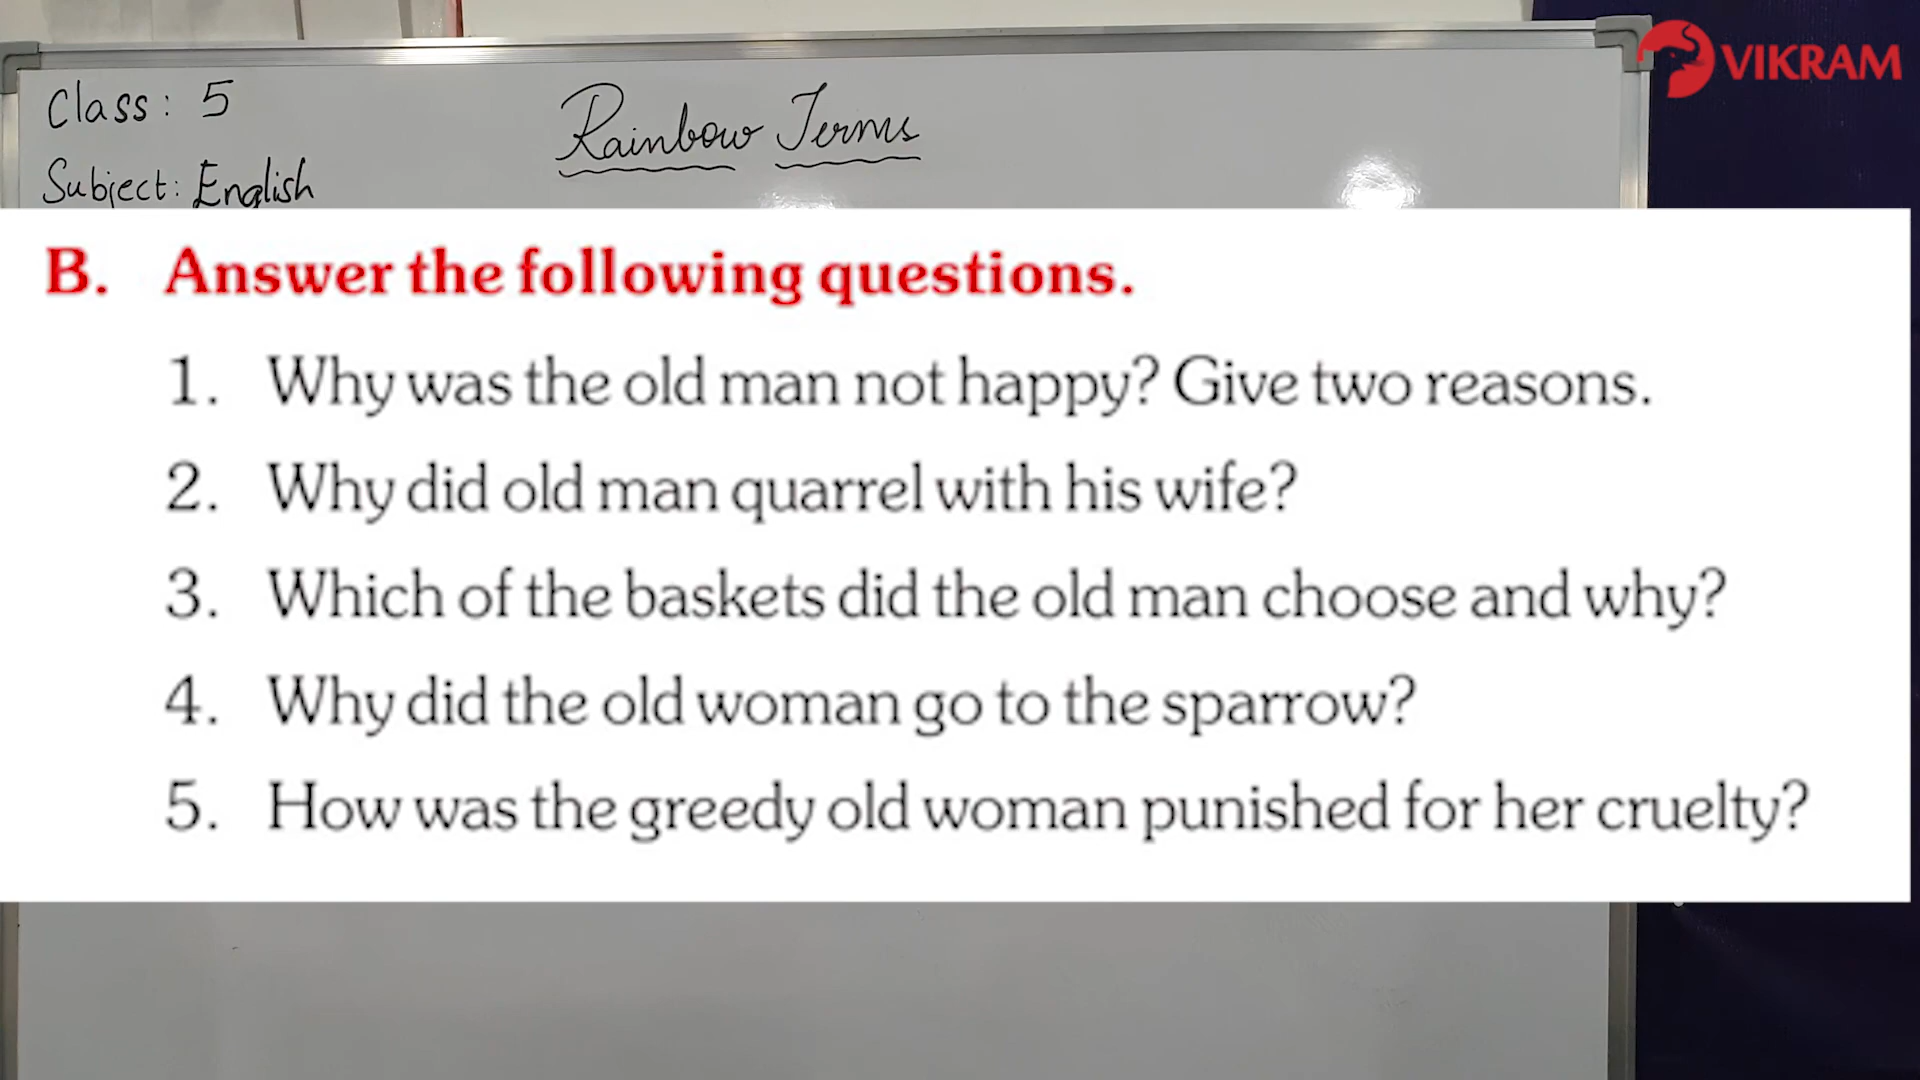 VIKRAM
Class: 5
Rainbow Terms
Subject: English
B. Answer the following questions.
1. Why was the old man not happy? Give two reasons.
2. Why did old man quarrel with his wife?
3. Which of the baskets did the old man choose and why?
4. Why did the old woman go to the sparrow?
5. How was the greedy old woman punished for her cruelty?